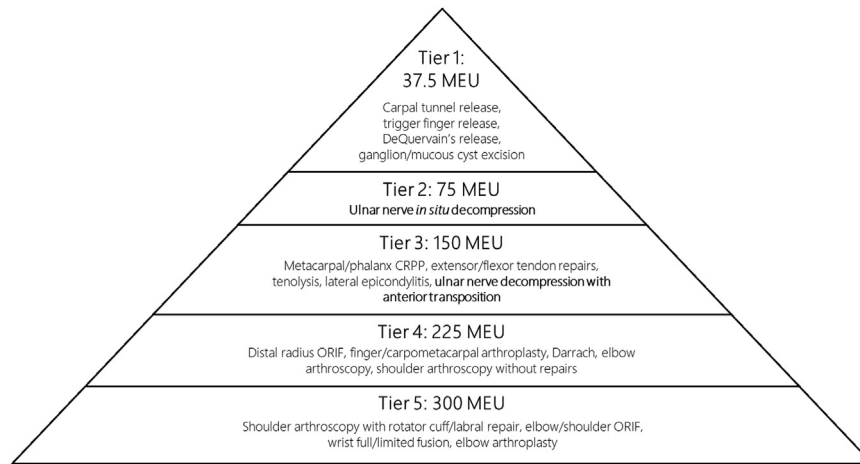 Tier 1:
37.5 MEU
Carpal tunnel release,
trigger finger release,
DeQuervain's release,
ganglion/mucous cyst excision
Tier 2: 75 MEU
Ulnar nerve in situ decompression
Tier 3: 150 MEU
Metacarpal/phalanx CRPP, extensor/flexor tendon repairs,
tenolysis, lateral epicondylitis, ulnar nerve decompression with
anterior transposition
Tier 4: 225 MEU
Distal radius ORIF, finger/carpometacarpal arthroplasty, Darrach, elbow
arthroscopy, shoulder arthroscopy without repairs
Tier 5: 300 MEU
Shoulder arthroscopy with rotator cuff/labral repair, elbow/shoulder ORIF,
wrist full/limited fusion, elbow arthroplasty